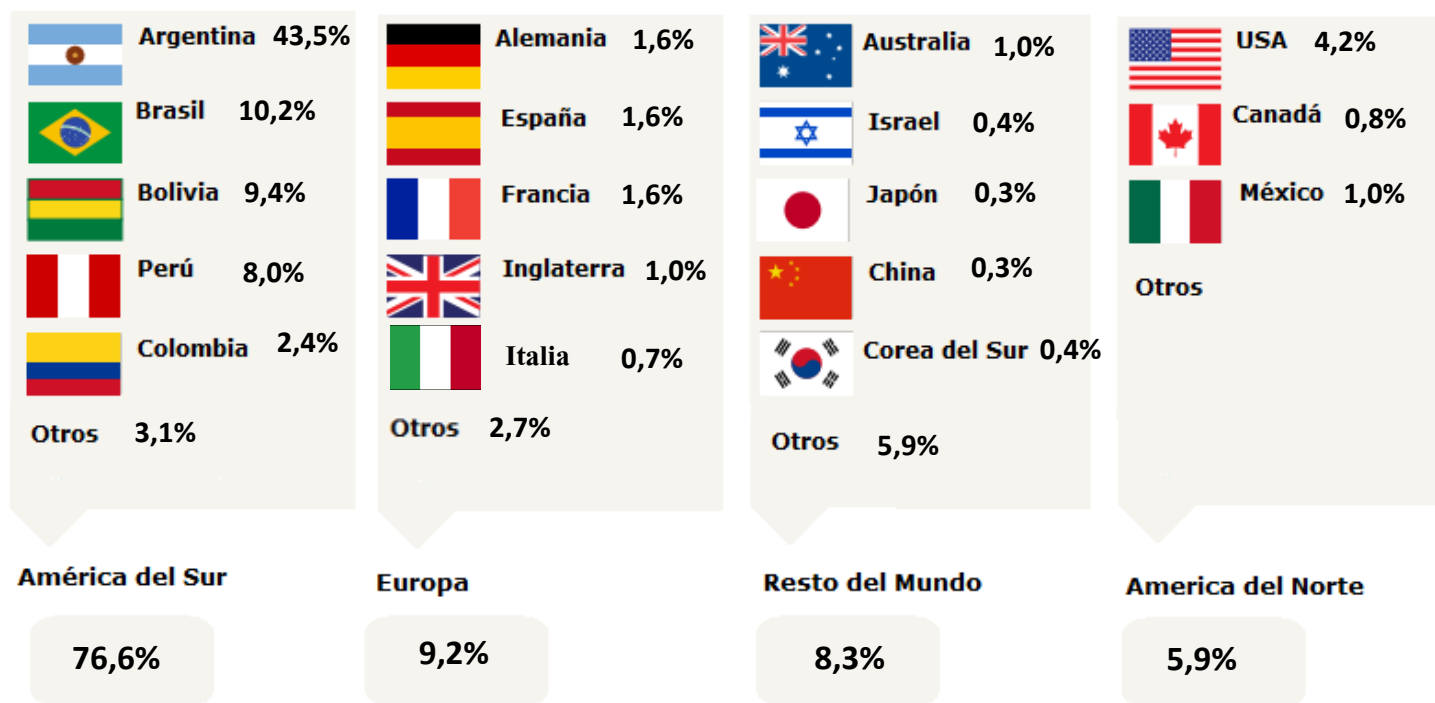 Argentina 43,5%
Brasil 10,2%
Bolivia 9,4%
Perú 8,0%
Colombia 2,4%
Otros 3,1%
América del Sur
76,6%
Alemania 1,6%
España 1,6%
Francia 1,6%
Inglaterra 1,0%
Italia 0,7%
Otros 2,7%
Europa
9,2%
Australia 1,0%
Israel 0,4%
Japón 0,3%
China 0,3%
Corea del Sur 0,4%
Otros 5,9%
Resto del Mundo
8,3%
USA 4,2%
Canadá 0,8%
México 1,0%
Otros
America del Norte
5,9%